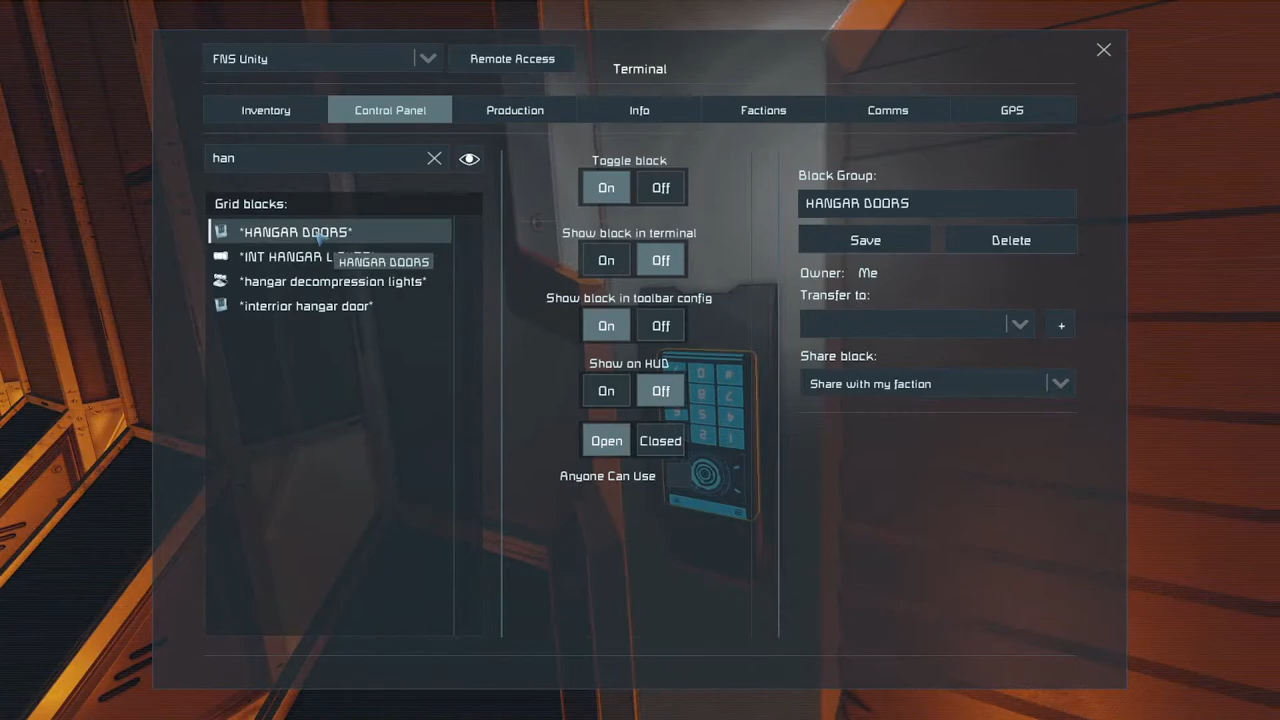 FNS Unity
Remote Access
Terminal
Inventory
Control Panel
Production
Info
Factions
Comms
GPS
han
Grid blocks:
*HANGAR DOORS*
*INT HANGAR
HANGAR DOORS
*hangar decompression lights*
*interrior hangar door*
Toggle block
On Off
Show block in terminal
On Off
Show block in toolbar config
On Off
Show on HUD
On Off
Open Closed
Anyone Can Use
Block Group:
HANGAR DOORS
Save Delete
Owner: Me
Transfer to:
+
Share block:
Share with my faction